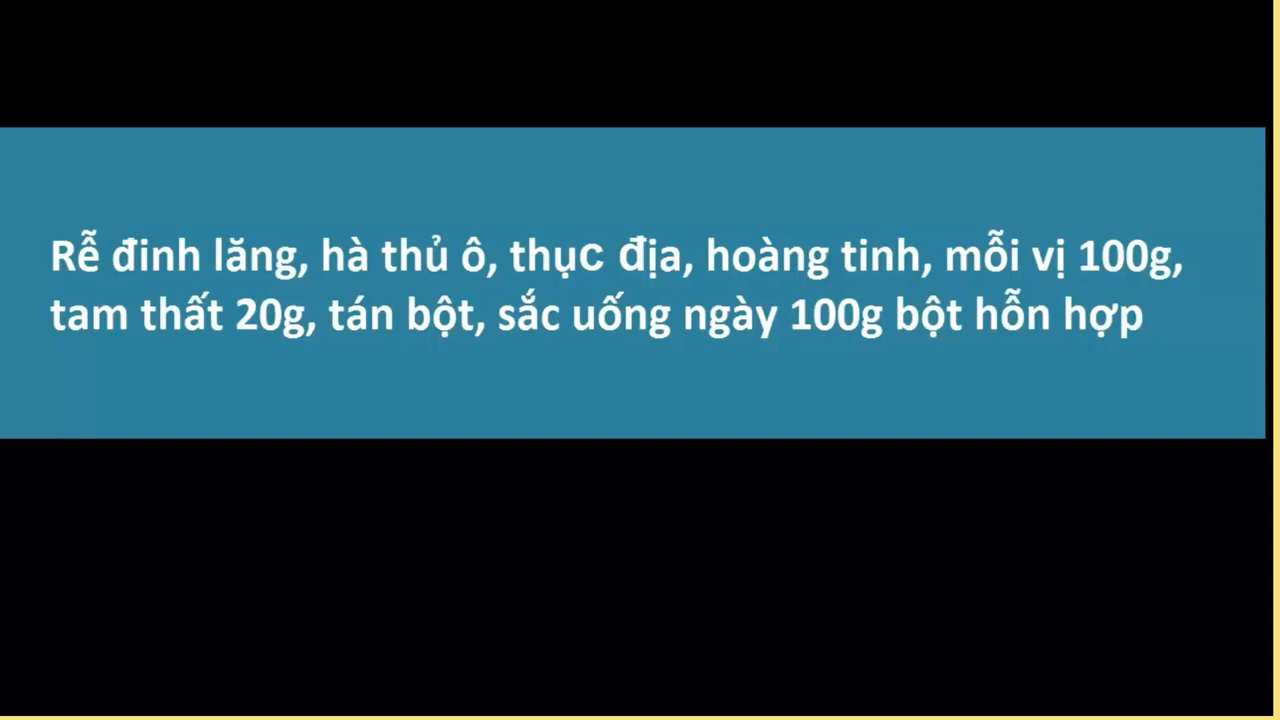 Rễ đinh lăng, hà thủ ô, thục địa, hoàng tinh, mỗi vị 100g,
tam thất 20g, tán bột, sắc uống ngày 100g bột hỗn hợp